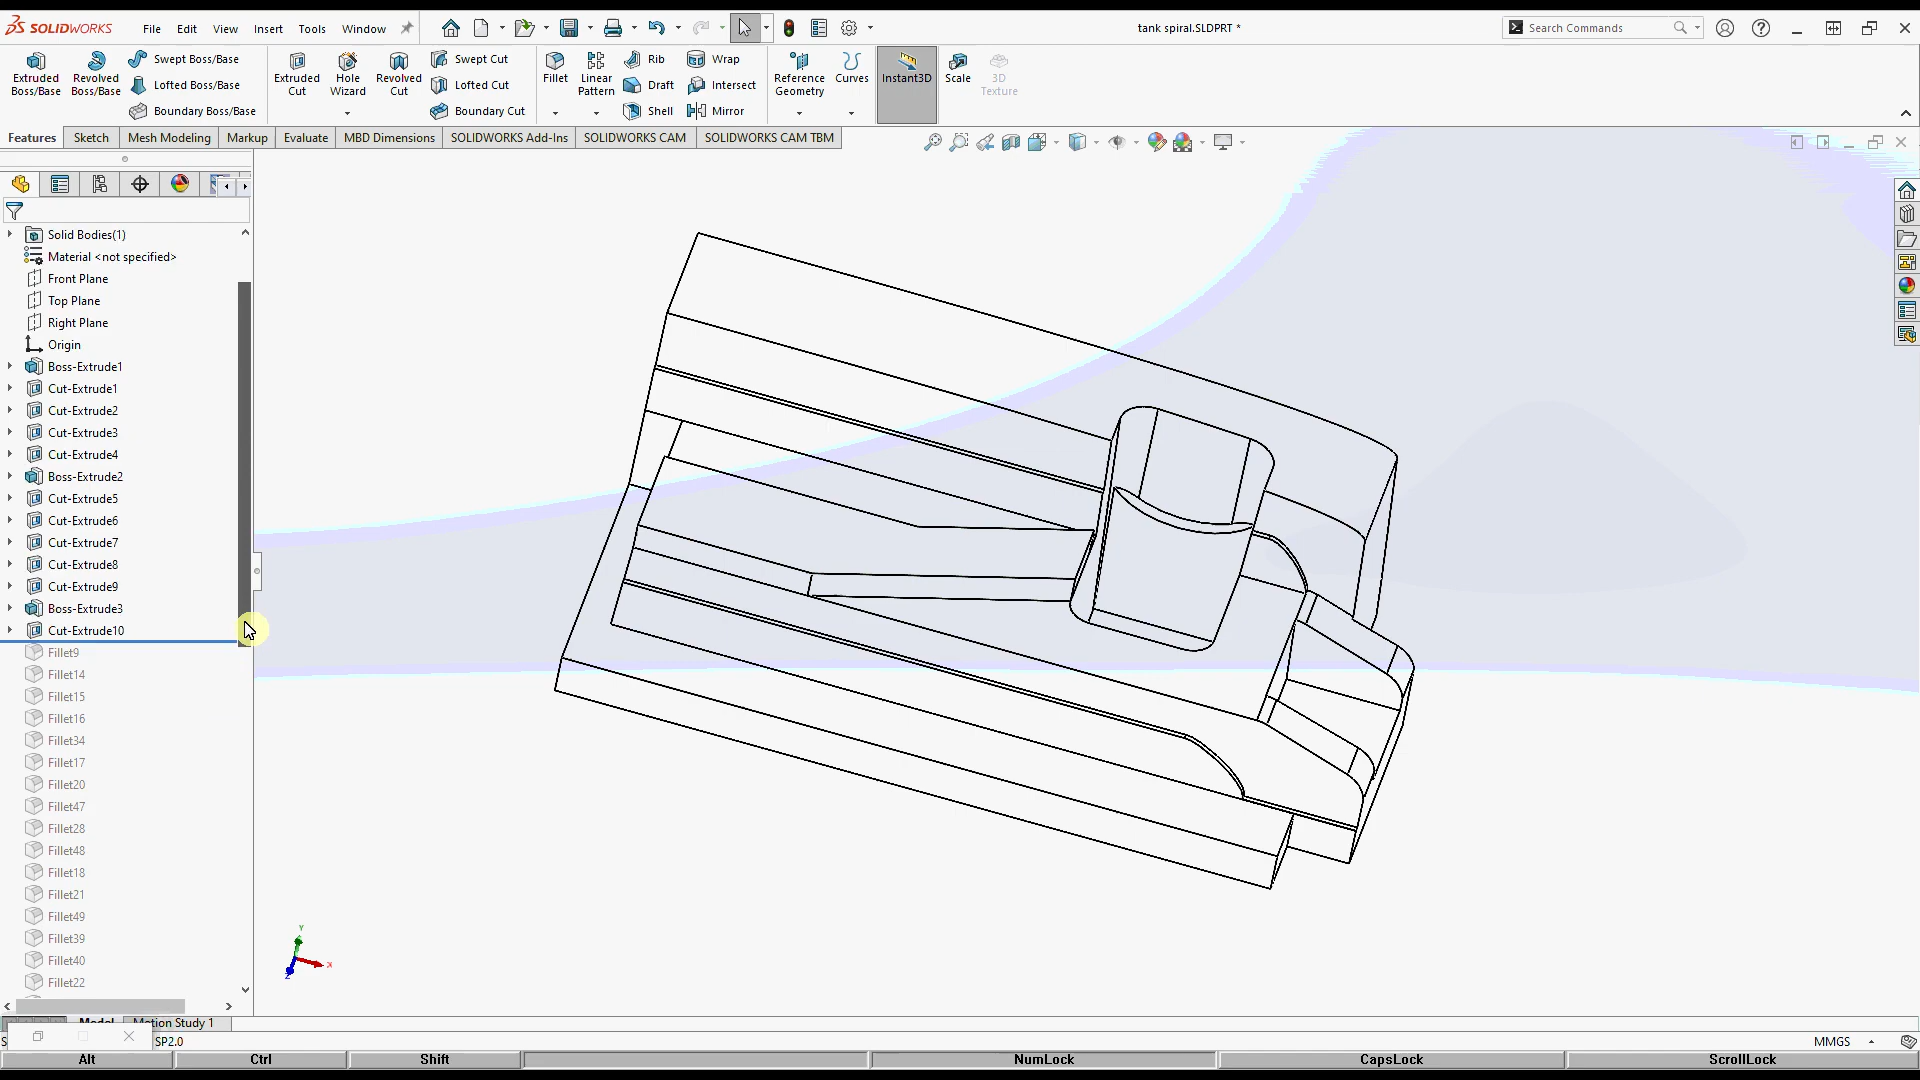 SOLIDWORKS File Edit View Insert Tools Window tank spiral.SLDPRT * Search Commands
Extruded Boss/Base
Revolved Boss/Base
Swept Boss/Base
Lofted Boss/Base
Boundary Boss/Base
Extruded Cut
Hole Wizard
Revolved Cut
Swept Cut
Lofted Cut
Boundary Cut
Fillet
Linear Pattern
Rib
Draft
Shell
Wrap
Intersect
Mirror
Reference Geometry
Curves
Instant3D
Scale
3D Texture
Features Sketch Mesh Modeling Markup Evaluate MBD Dimensions SOLIDWORKS Add-Ins SOLIDWORKS CAM SOLIDWORKS CAM TBM
Solid Bodies(1)
Material <not specified>
Front Plane
Top Plane
Right Plane
Origin
Boss-Extrude1
Cut-Extrude1
Cut-Extrude2
Cut-Extrude3
Cut-Extrude4
Boss-Extrude2
Cut-Extrude5
Cut-Extrude6
Cut-Extrude7
Cut-Extrude8
Cut-Extrude9
Boss-Extrude3
Cut-Extrude10
Fillet9
Fillet14
Fillet15
Fillet16
Fillet34
Fillet17
Fillet20
Fillet47
Fillet28
Fillet48
Fillet18
Fillet21
Fillet49
Fillet39
Fillet40
Fillet22
Y
X
Z
Model Motion Study 1
S SP2.0 MMGS
Alt Ctrl Shift NumLock CapsLock ScrollLock